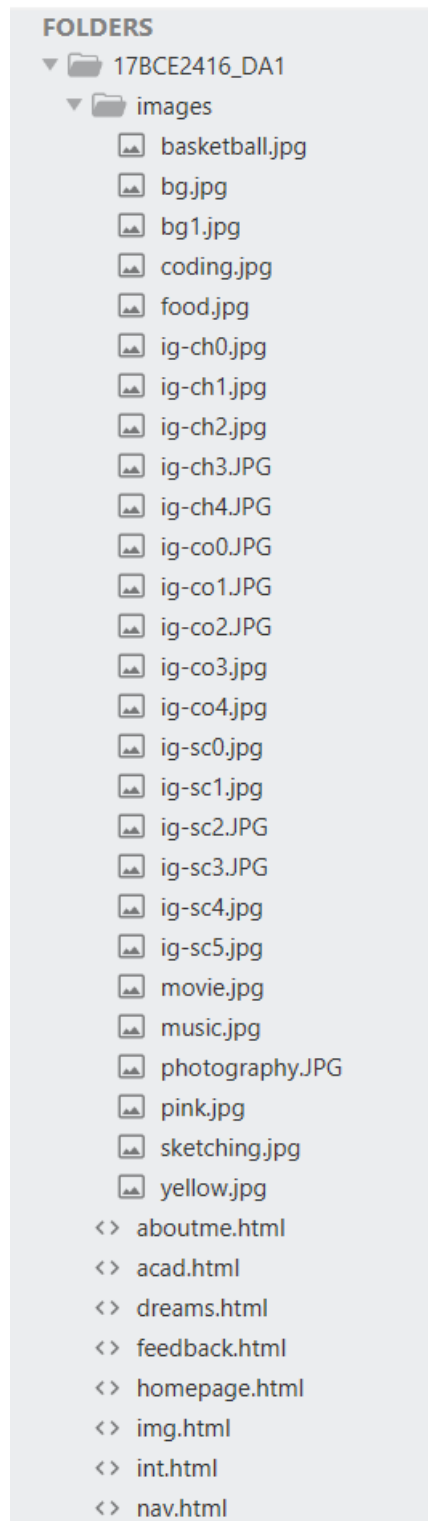 FOLDERS
17BCE2416_DA1
images
basketball.jpg
bg.jpg
bg1.jpg
coding.jpg
food.jpg
ig-ch0.jpg
ig-ch1.jpg
ig-ch2.jpg
ig-ch3.JPG
ig-ch4.JPG
ig-co0.JPG
ig-co1.JPG
ig-co2.JPG
ig-co3.jpg
ig-co4.jpg
ig-sc0.jpg
ig-sc1.jpg
ig-sc2.JPG
ig-sc3.JPG
ig-sc4.jpg
ig-sc5.jpg
movie.jpg
music.jpg
photography.JPG
pink.jpg
sketching.jpg
yellow.jpg
<> aboutme.html
<> acad.html
<> dreams.html
<> feedback.html
<> homepage.html
<> img.html
<> int.html
<> nav.html